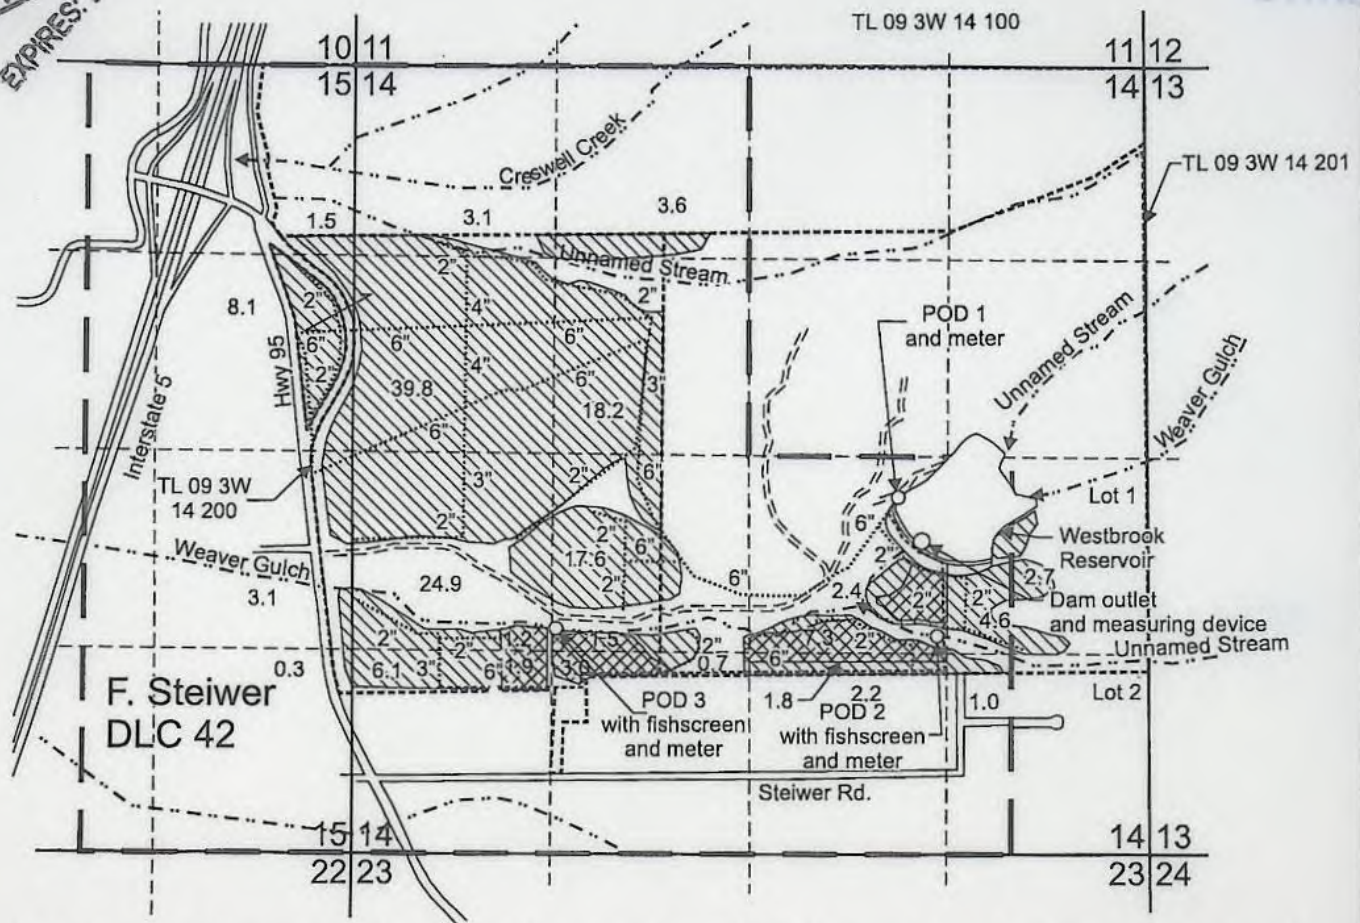 EXPIRES:
TL 09 3W 14 100
10 11
15 14
11 12
14 13
Creswell Creek
TL 09 3W 14 201
1.5
3.1
3.6
2"
Unnamed Stream
8.1
2"
4"
2"
POD 1
and meter
Unnamed Stream
Weaver Gulch
Hwy 95
6"
6"
6"
2"
4"
6"
3"
39.8
18.2
6"
Interstate 5
TL 09 3W
14 200
3"
2"
6"
Lot 1
2"
2"
6"
6"
Westbrook
Reservoir
Weaver Gulch
17.6
2"
24.9
6"
2"
2.7
3.1
2.4
2"
2"
4.6
Dam outlet
and measuring device
Unnamed Stream
2"
2"
1.2
1.5
2"
7.3
2"
0.3
6.1
3"
6"
1.9
3.0
0.7
6"
F. Steiwer
DLC 42
POD 3
with fishscreen
and meter
1.8
2.2
POD 2
with fishscreen
and meter
1.0
Lot 2
Steiwer Rd.
15 14
22 23
14 13
23 24